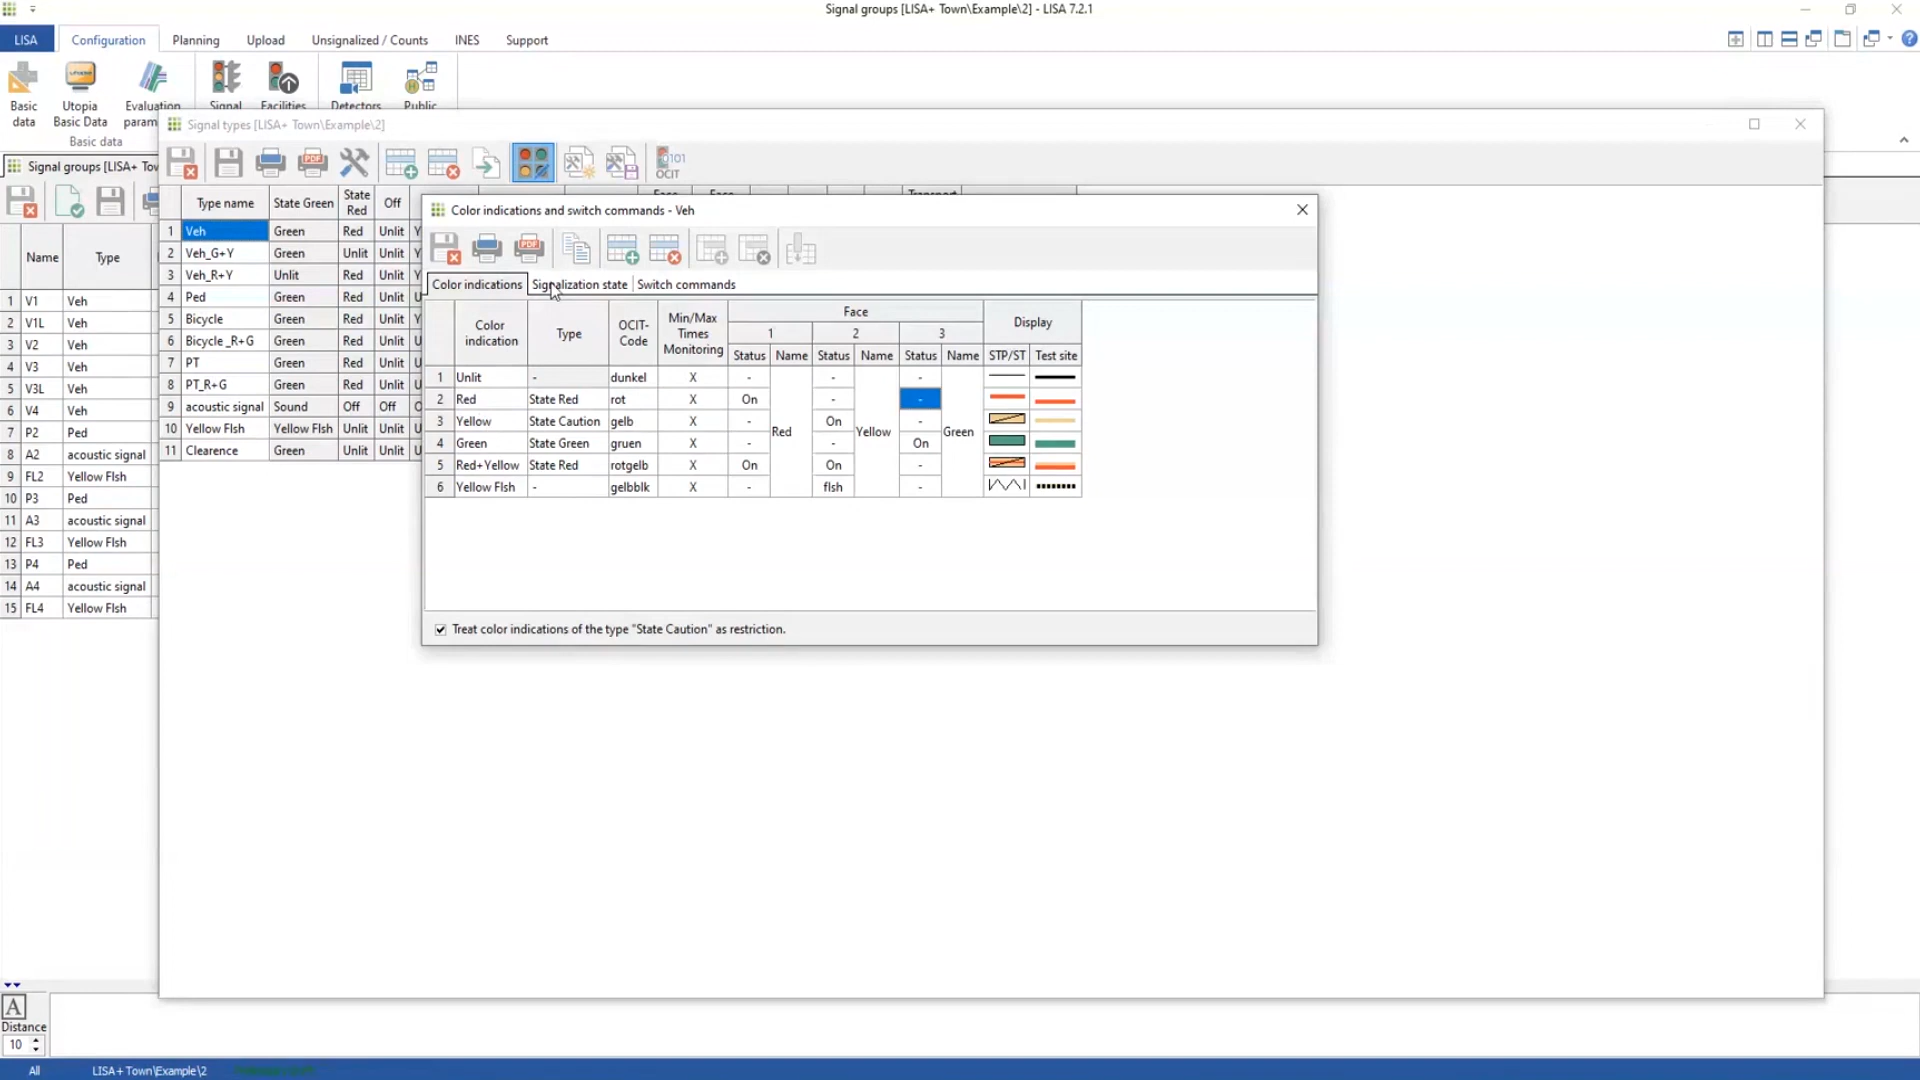 Signal groups [LISA+ Town\Example\2] - LISA 7.2.1
LISA Configuration Planning Upload Unsignalized / Counts INES Support
Basic data
Utopia Basic Data
Evaluation param
Signal
Facilities
Detectors
Public
Basic data
Signal types [LISA+ Town\Example\2]
Signal groups [LISA+ Tow
PDF
OCIT
Type name State Green State Red Off
1 Veh Green Red Unlit Y
2 Veh_G+Y Green Unlit Unlit Y
3 Veh_R+Y Unlit Red Unlit Y
4 Ped Green Red Unlit U
5 Bicycle Green Red Unlit Y
6 Bicycle _R+G Green Red Unlit U
7 PT Green Red Unlit U
8 PT_R+G Green Red Unlit U
9 acoustic signal Sound Off Off O
10 Yellow Flsh Yellow Flsh Unlit Unlit U
11 Clearence Green Unlit Unlit U
Name Type
1 V1 Veh
2 V1L Veh
3 V2 Veh
4 V3 Veh
5 V3L Veh
6 V4 Veh
7 P2 Ped
8 A2 acoustic signal
9 FL2 Yellow Flsh
10 P3 Ped
11 A3 acoustic signal
12 FL3 Yellow Flsh
13 P4 Ped
14 A4 acoustic signal
15 FL4 Yellow Flsh
Color indications and switch commands - Veh
PDF
Color indications Signalization state Switch commands
Color indication Type OCIT-Code Min/Max Times Monitoring Face Display
1 2 3
Status Name Status Name Status Name STP/ST Test site
1 Unlit - dunkel X - - -
2 Red State Red rot X On - -
3 Yellow State Caution gelb X - On -
Red Yellow Green
4 Green State Green gruen X - - On
5 Red+Yellow State Red rotgelb X On On -
6 Yellow Flsh - gelbblk X - flsh -
Treat color indications of the type "State Caution" as restriction.
A
Distance
10
All LISA+ Town\Example\2